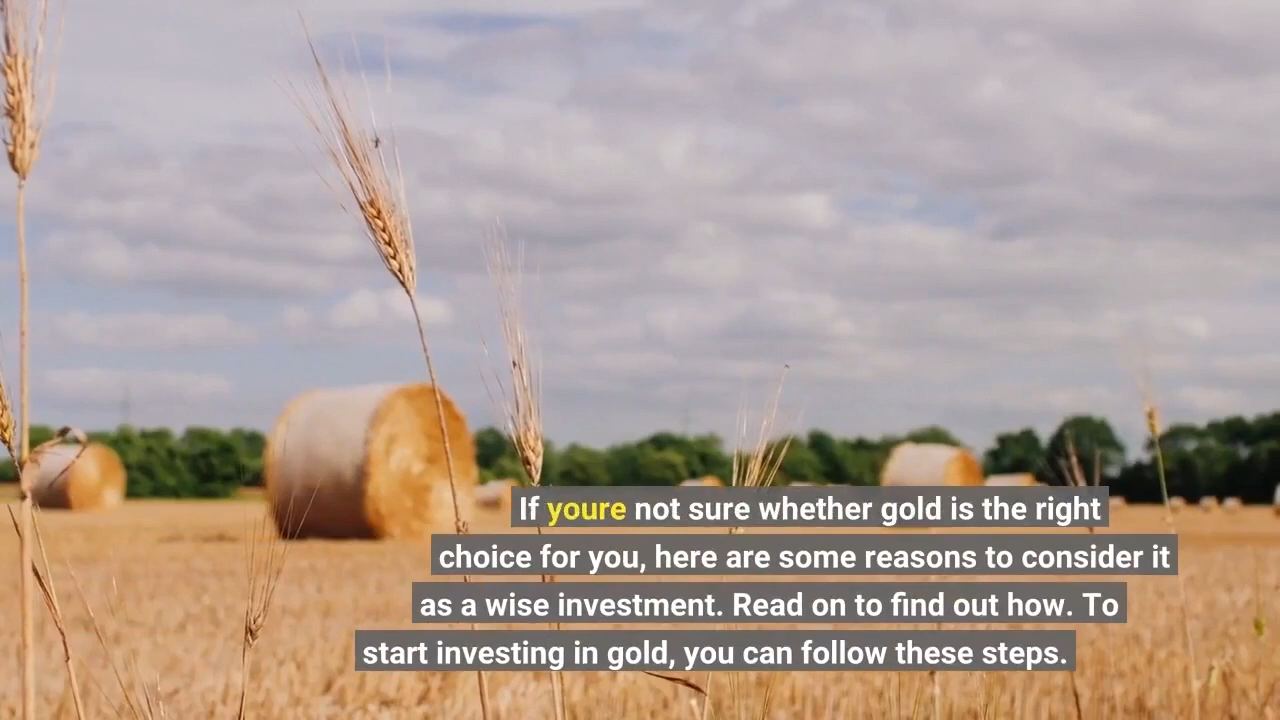 If youre not sure whether gold is the right
choice for you, here are some reasons to consider it
as a wise investment. Read on to find out how. To
start investing in gold, you can follow these steps.